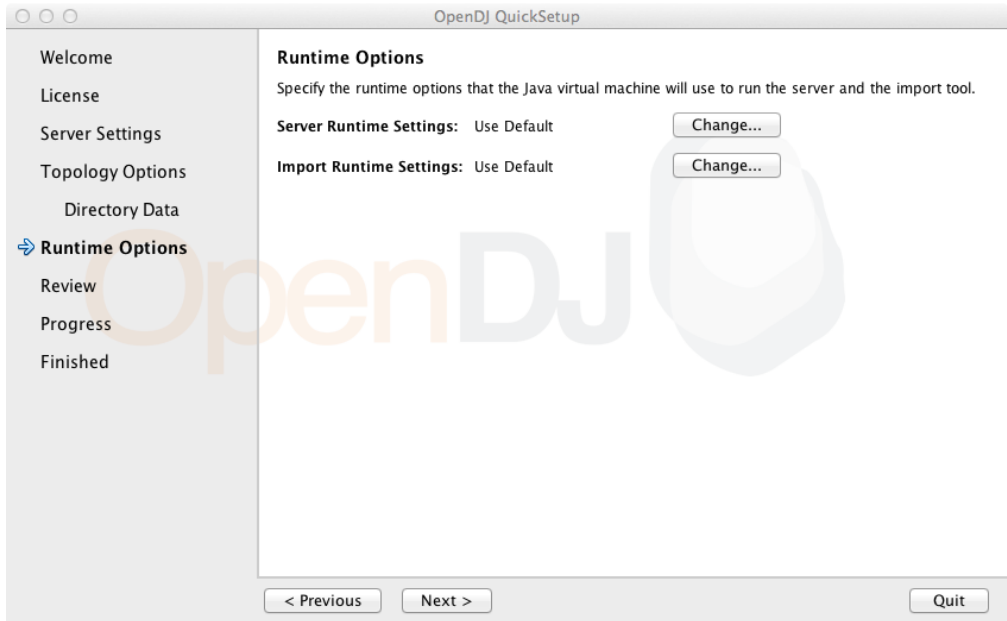 OpenDJ QuickSetup
Welcome
License
Server Settings
Topology Options
Directory Data
Runtime Options
Review
Progress
Finished
Runtime Options
Specify the runtime options that the Java virtual machine will use to run the server and the import tool.
Server Runtime Settings: Use Default Change...
Import Runtime Settings: Use Default Change...
OpenDJ
< Previous Next > Quit